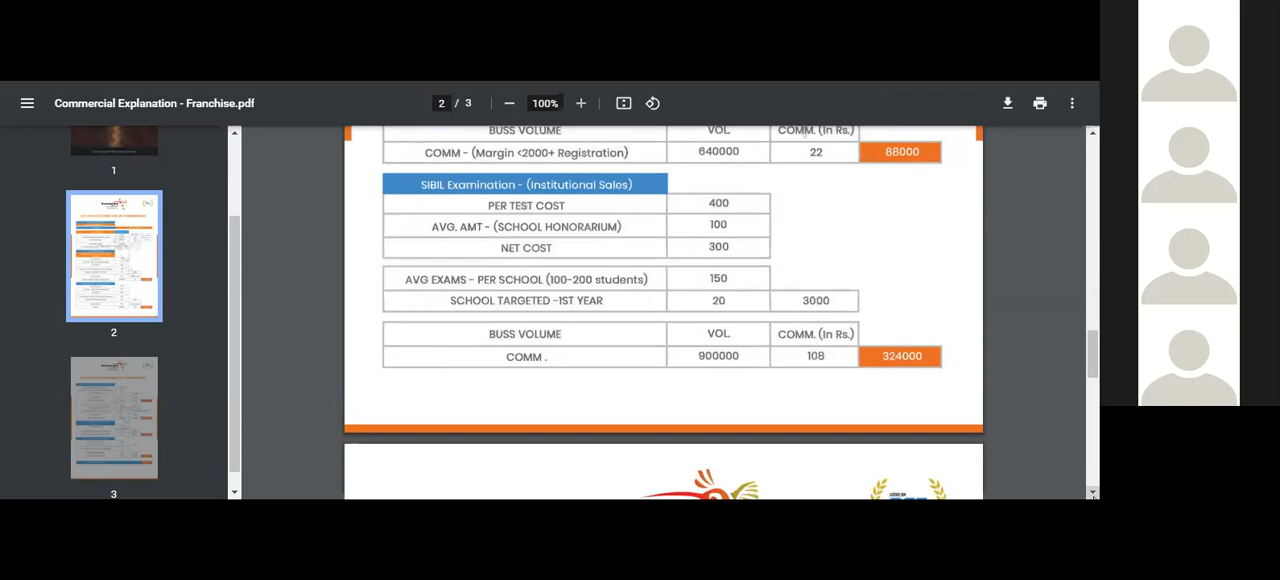 Commercial Explanation - Franchise.pdf
2 / 3
100%
BUSS VOLUME VOL. COMM. (In Rs.)
COMM - (Margin <2000+ Registration) 640000 22 88000
SIBIL Examination - (Institutional Sales)
PER TEST COST 400
AVG. AMT - (SCHOOL HONORARIUM) 100
NET COST 300
AVG EXAMS - PER SCHOOL (100-200 students) 150
SCHOOL TARGETED -IST YEAR 20 3000
BUSS VOLUME VOL. COMM. (In Rs.)
COMM . 900000 108 324000
1
2
3